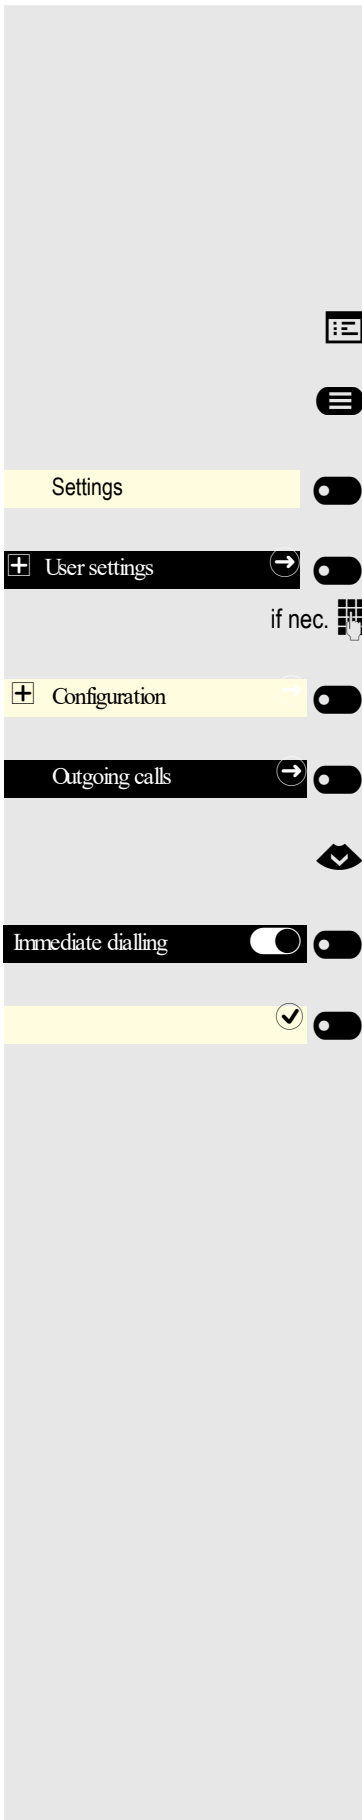 Settings
User settings
if nec.
Configuration
Outgoing calls
Immediate dialling